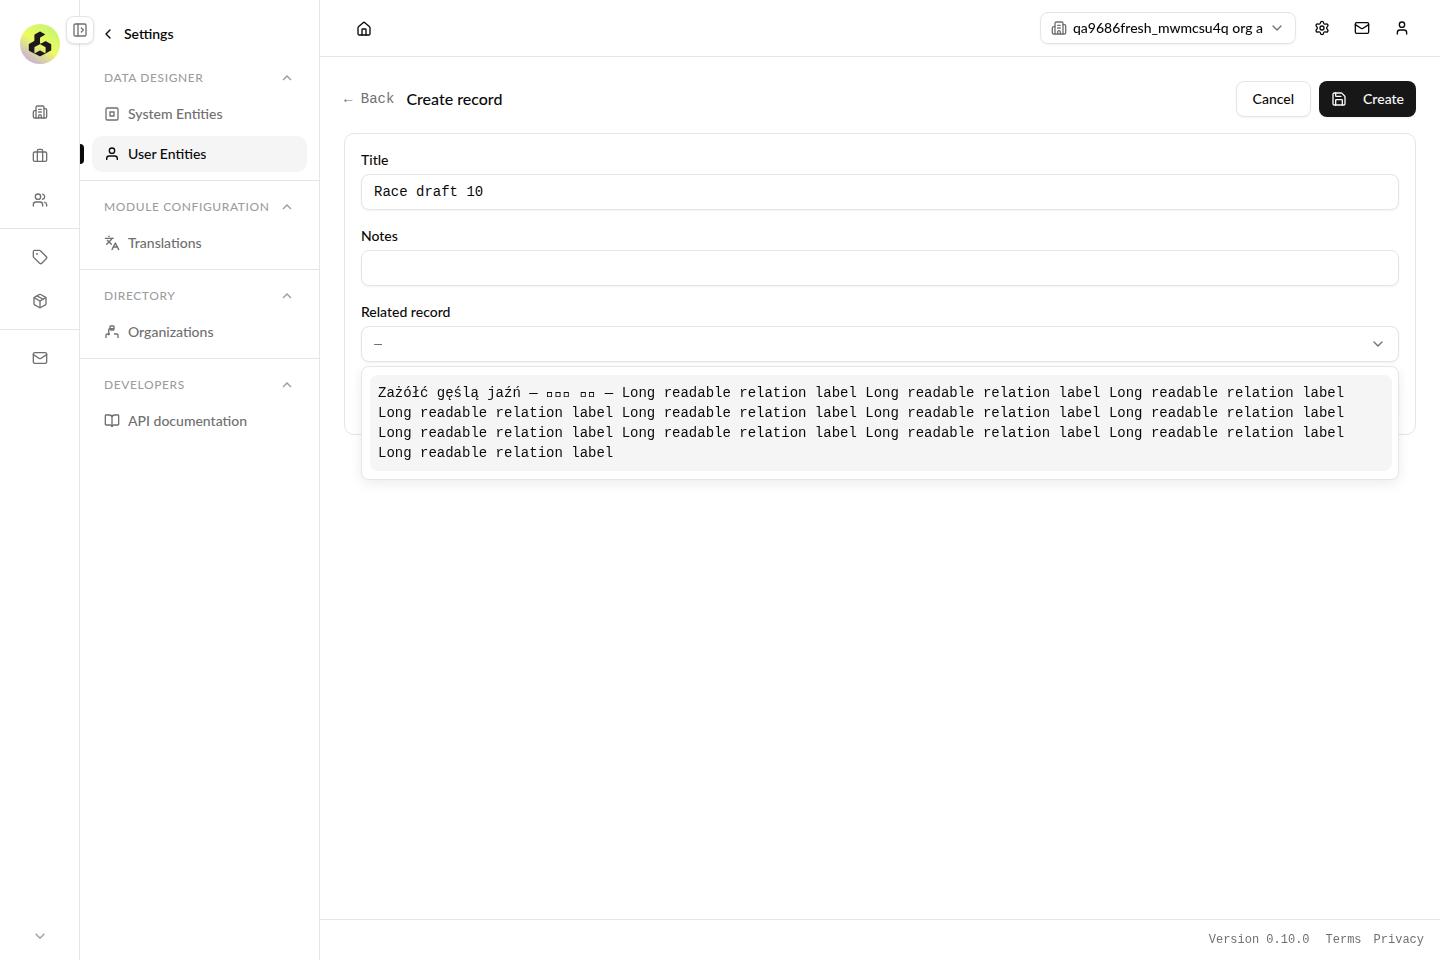 Settings
qa9686fresh_mwmcsu4q org a
DATA DESIGNER
System Entities
User Entities
MODULE CONFIGURATION
Translations
DIRECTORY
Organizations
DEVELOPERS
API documentation
← Back Create record
Cancel
Create
Title
Race draft 10
Notes
Related record
—
Zażółć gęślą jaźń — — Long readable relation label Long readable relation label Long readable relation label
Long readable relation label Long readable relation label Long readable relation label Long readable relation label
Long readable relation label Long readable relation label Long readable relation label Long readable relation label
Long readable relation label
Version 0.10.0 Terms Privacy